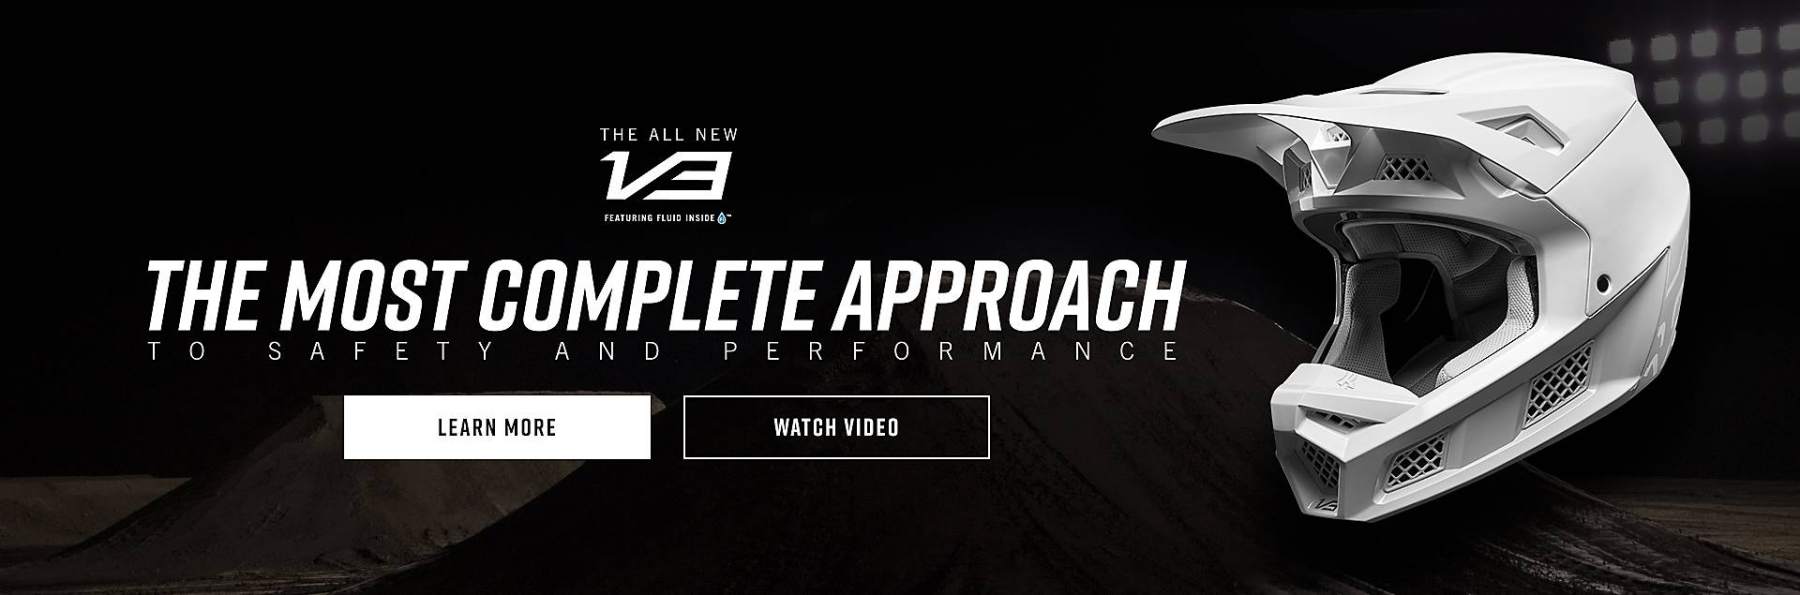 THE ALL NEW
V3
FEATURING FLUID INSIDE™
THE MOST COMPLETE APPROACH
TO SAFETY AND PERFORMANCE
LEARN MORE
WATCH VIDEO
V3